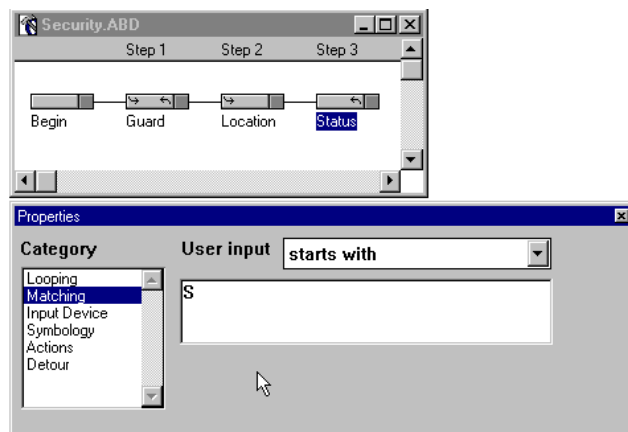 Security.ABD
Step 1 Step 2 Step 3
Begin Guard Location Status
Properties
Category
Looping
Matching
Input Device
Symbology
Actions
Detour
User input starts with
S